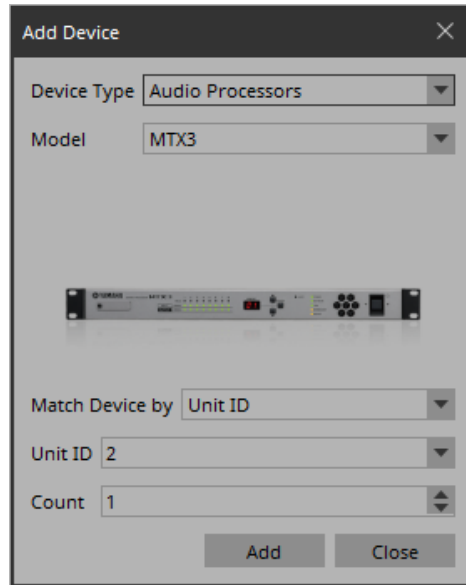 Add Device
Device Type Audio Processors
Model MTX3
YAMAHA
Match Device by Unit ID
Unit ID 2
Count 1
Add Close